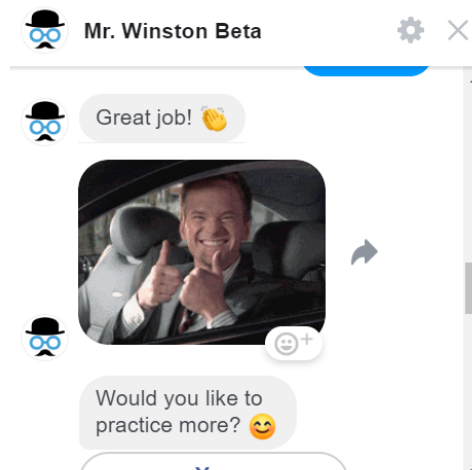 Mr. Winston Beta
Great job! 👏
Would you like to
practice more? 😊